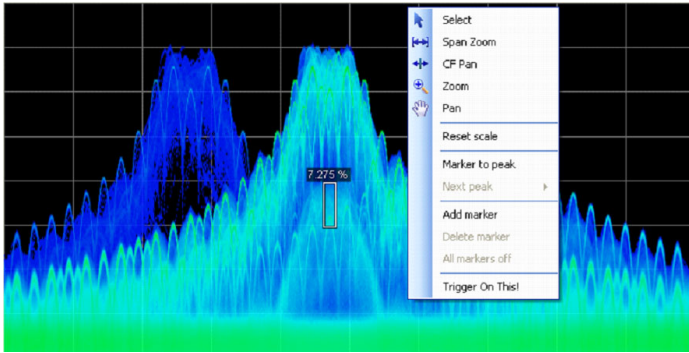 Select
Span Zoom
CF Pan
Zoom
Pan
Reset scale
Marker to peak
7.275 %
Next peak
Add marker
Delete marker
All markers off
Trigger On This!